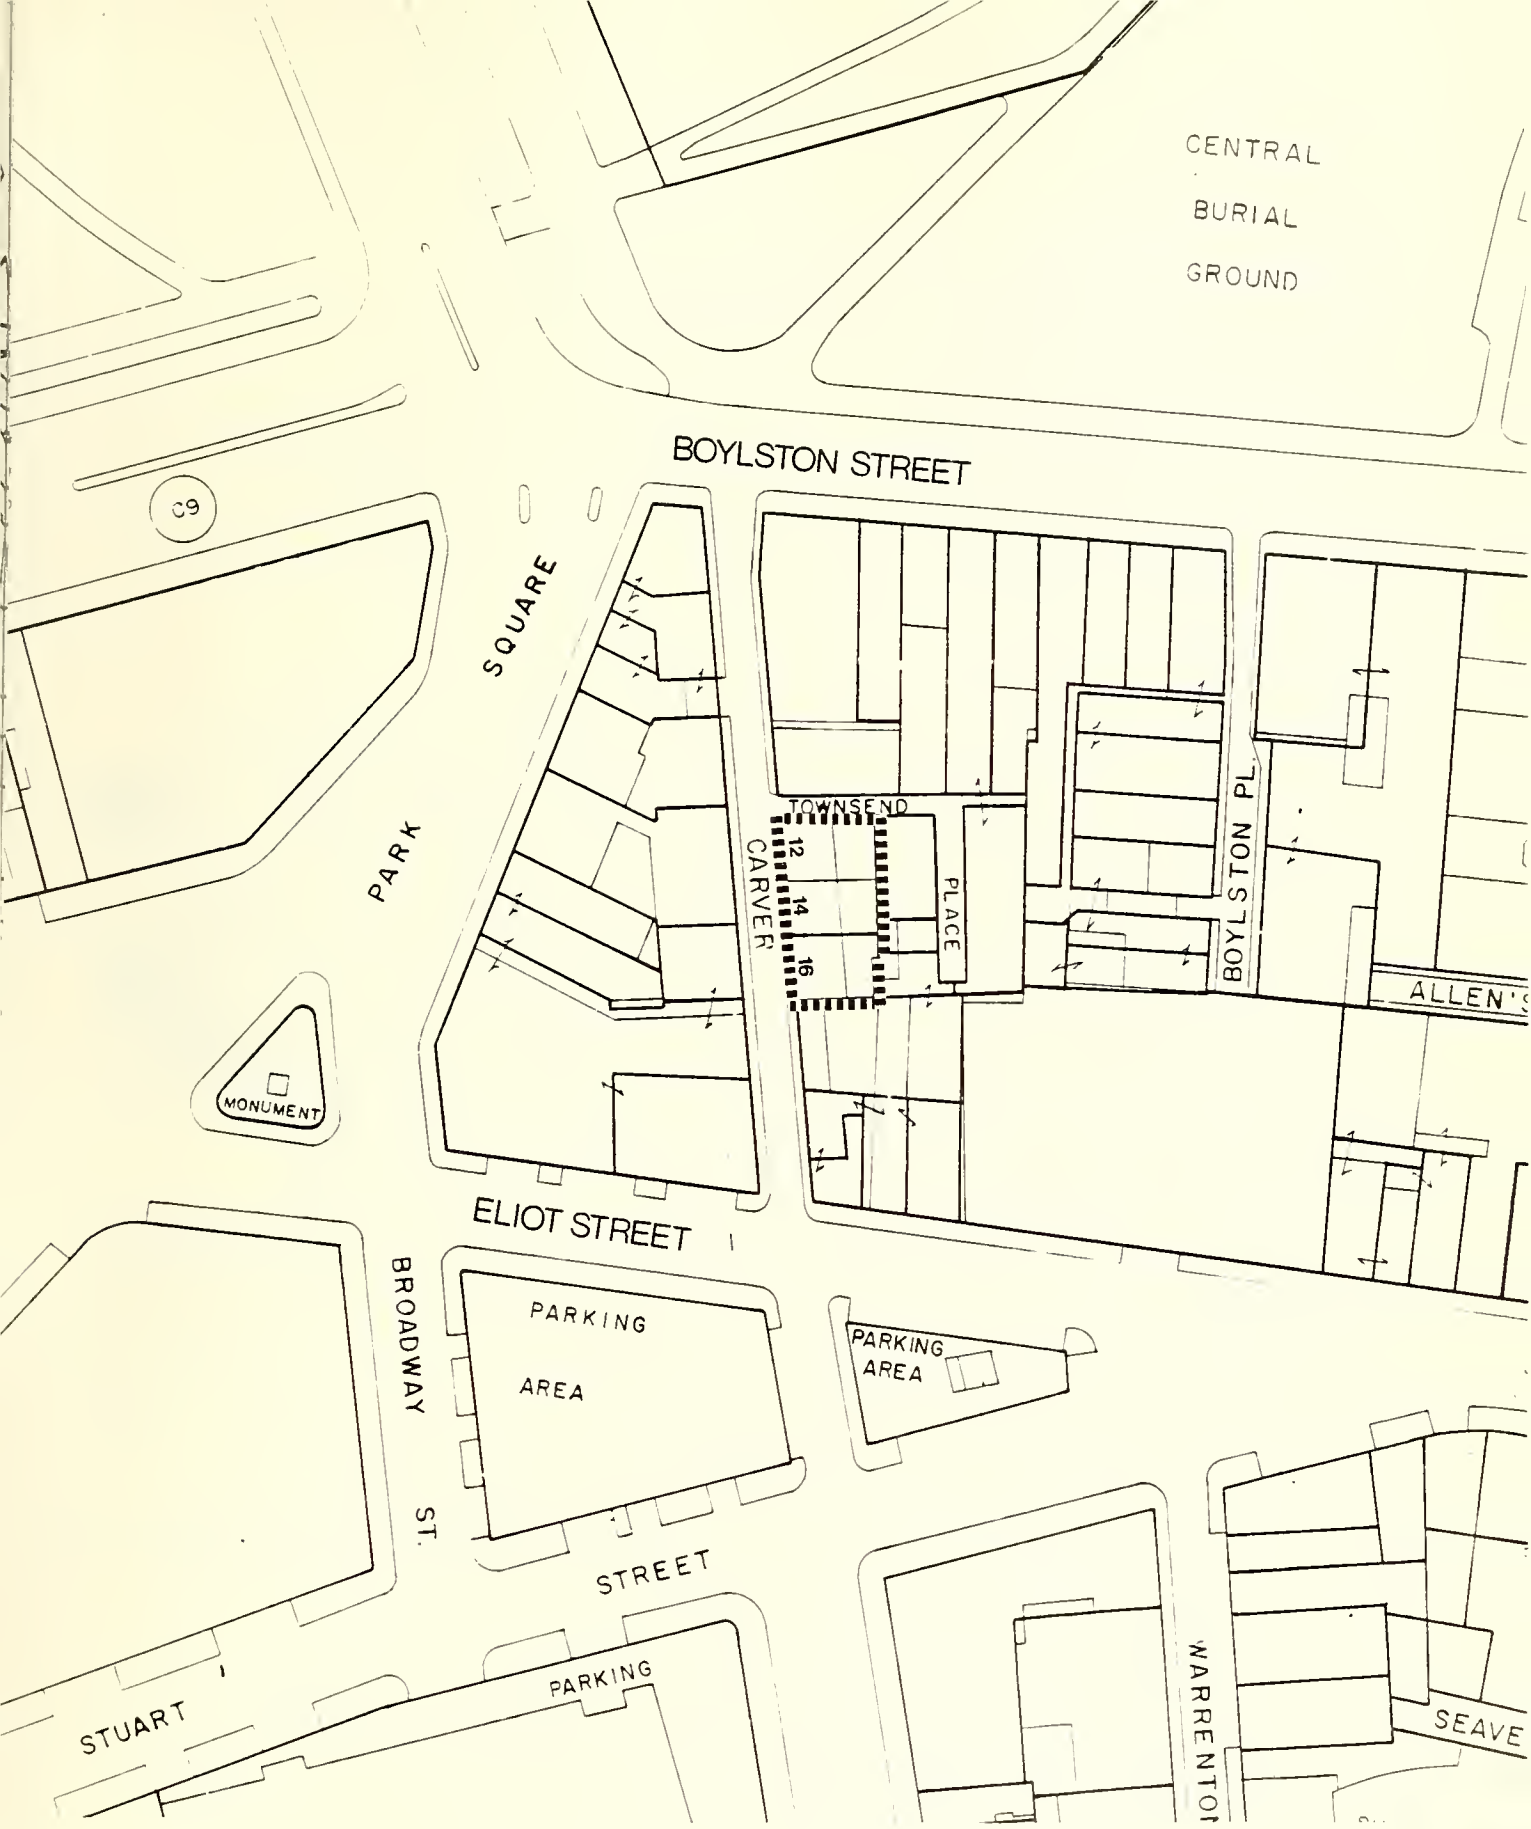 CENTRAL
BURIAL
GROUND
BOYLSTON STREET
C9
PARK SQUARE
TOWNSEND
PLACE
CARVER
12
14
16
BOYLSTON PL.
ALLEN'S
MONUMENT
ELIOT STREET
BROADWAY ST.
PARKING
AREA
PARKING
AREA
STUART STREET
PARKING
WARRENTON
SEAVE